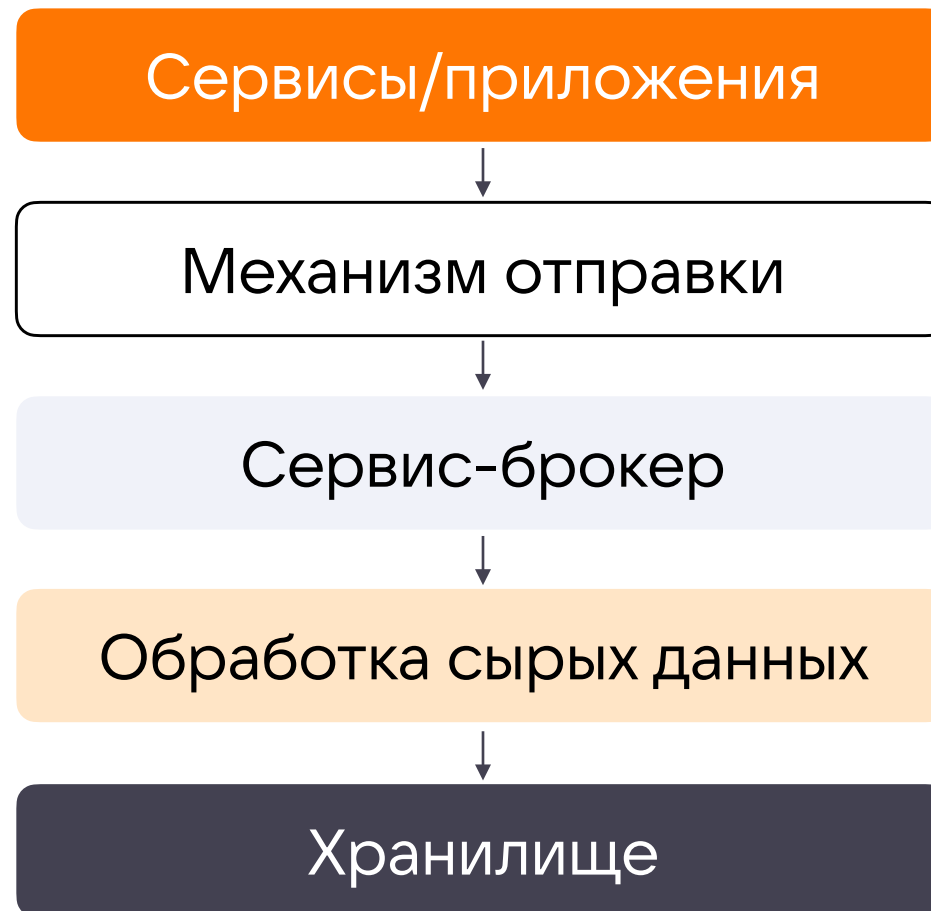 Сервисы/приложения
Механизм отправки
Сервис-брокер
Обработка сырых данных
Хранилище